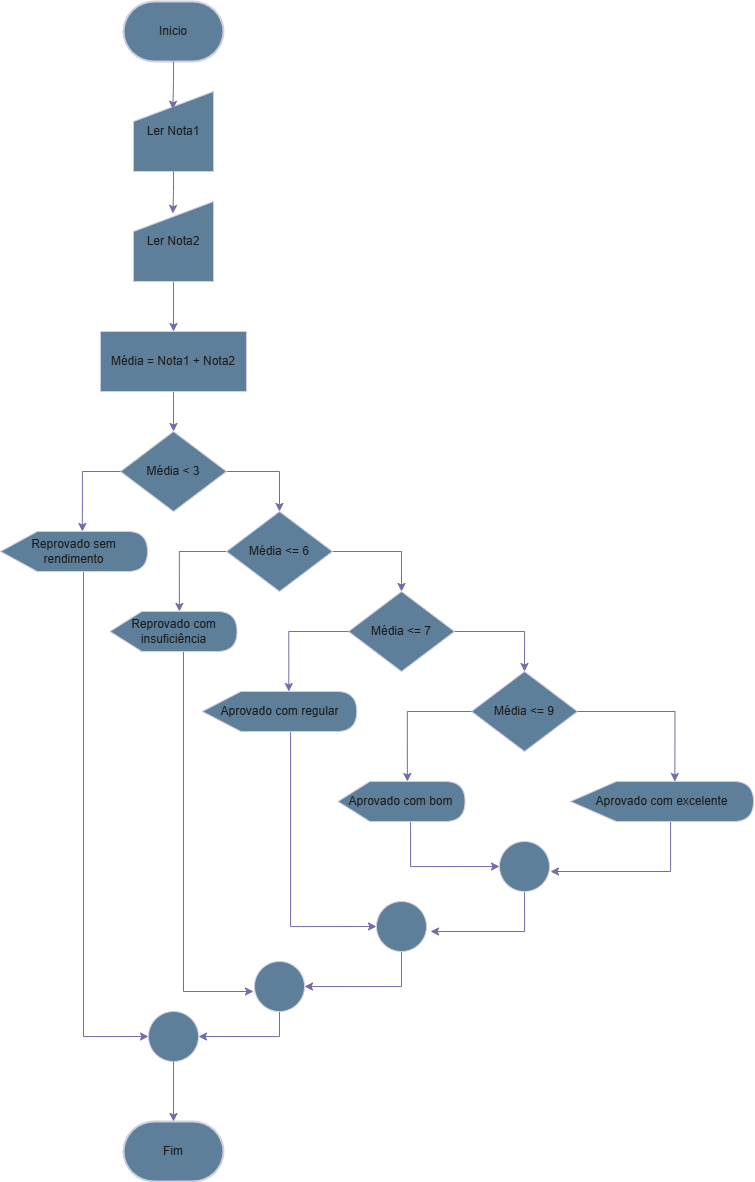 Inicio
Ler Nota1
Ler Nota2
Média = Nota1 + Nota2
Média < 3
Reprovado sem
rendimento
Média <= 6
Reprovado com
insuficiência
Média <= 7
Aprovado com regular
Média <= 9
Aprovado com bom
Aprovado com excelente
Fim